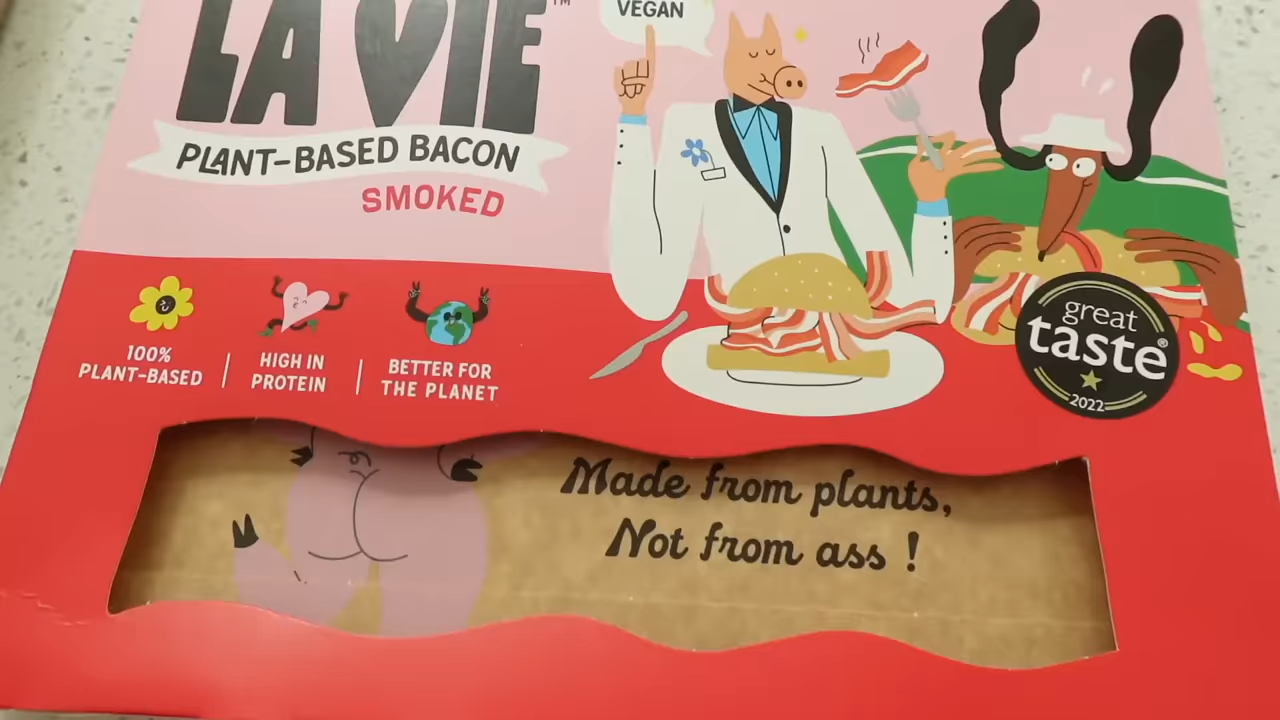 LA VIE™
PLANT-BASED BACON
SMOKED
VEGAN
100%
PLANT-BASED
HIGH IN
PROTEIN
BETTER FOR
THE PLANET
great
taste®
2022
Made from plants,
Not from ass !